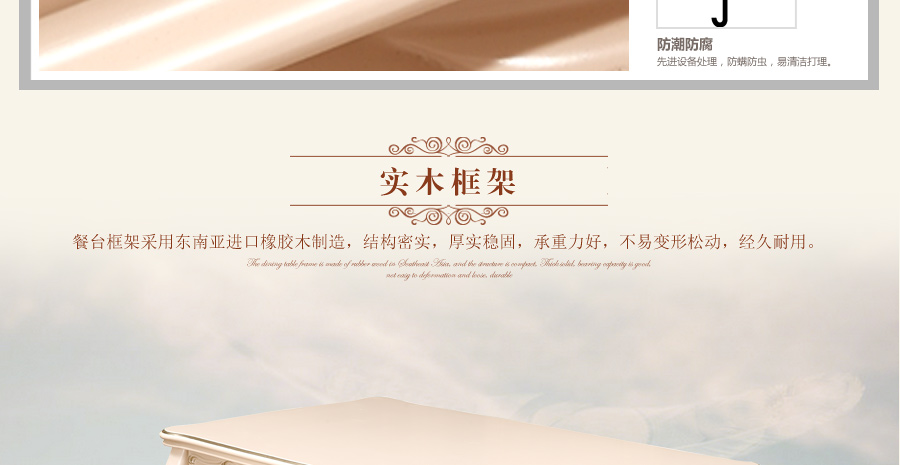 防潮防腐
先进设备处理，防螨防虫，易清洁打理。
实木框架
餐台框架采用东南亚进口橡胶木制造，结构密实，厚实稳固，承重力好，不易变形松动，经久耐用。
The dining table frame is made of rubber wood in Southeast Asia, and the structure is compact. Thick solid, bearing capacity is good,
not easy to deformation and loose, durable